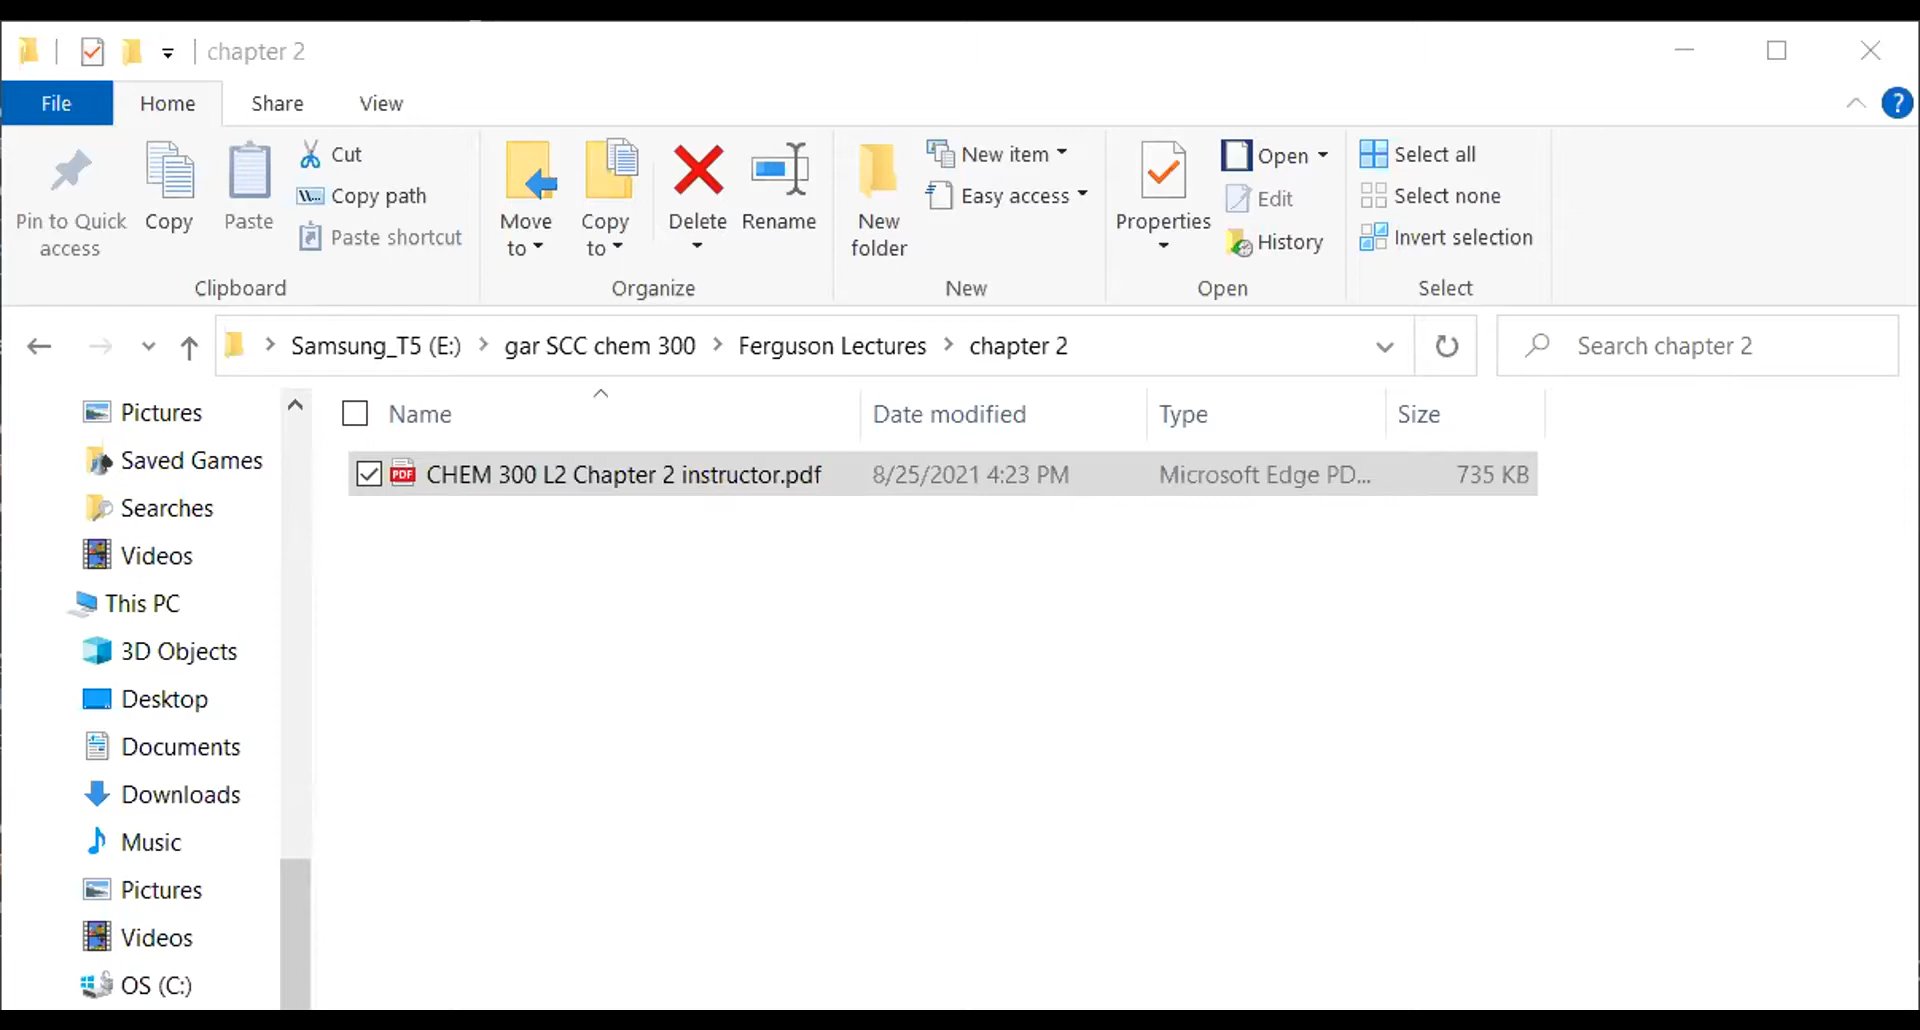 chapter 2
File Home Share View
?
Pin to Quick access
Copy
Paste
Cut
Copy path
Paste shortcut
Clipboard
Move to
Copy to
Delete
Rename
Organize
New folder
New item
Easy access
New
Properties
Open
Edit
History
Open
Select all
Select none
Invert selection
Select
Samsung_T5 (E:) gar SCC chem 300 Ferguson Lectures chapter 2
Search chapter 2
Name Date modified Type Size
PDF CHEM 300 L2 Chapter 2 instructor.pdf 8/25/2021 4:23 PM Microsoft Edge PD... 735 KB
Pictures
Saved Games
Searches
Videos
This PC
3D Objects
Desktop
Documents
Downloads
Music
Pictures
Videos
OS (C:)